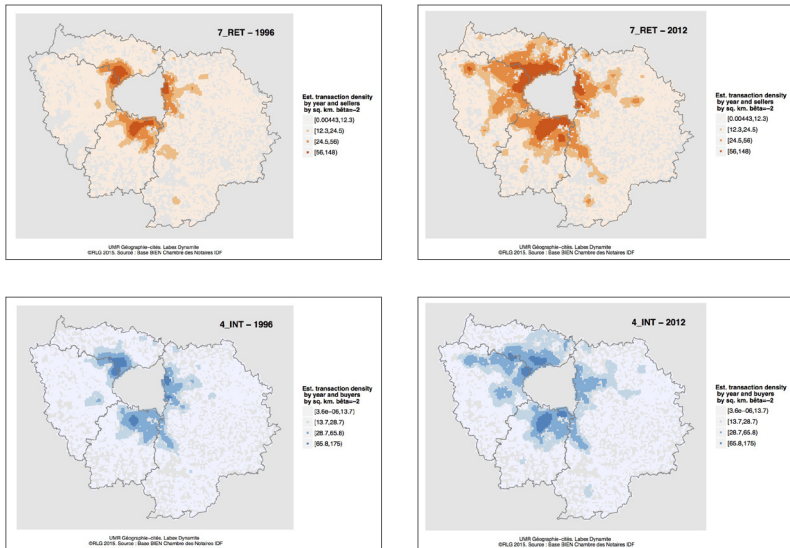 7_RET – 1996
Est. transaction density
by year and sellers
by sq. km. bêta=−2
[0.00443,12.3)
[12.3,24.5)
[24.5,56)
[56,148)
UMR Géographie-cités. Labex Dynamite
©RLG 2015. Source : Base BIEN Chambre des Notaires IDF
7_RET – 2012
Est. transaction density
by year and sellers
by sq. km. bêta=−2
[0.00443,12.3)
[12.3,24.5)
[24.5,56)
[56,148)
UMR Géographie-cités. Labex Dynamite
©RLG 2015. Source : Base BIEN Chambre des Notaires IDF
4_INT – 1996
Est. transaction density
by year and buyers
by sq. km. bêta=−2
[3.6e−06,13.7)
[13.7,28.7)
[28.7,65.8)
[65.8,175)
UMR Géographie-cités. Labex Dynamite
©RLG 2015. Source : Base BIEN Chambre des Notaires IDF
4_INT – 2012
Est. transaction density
by year and buyers
by sq. km. bêta=−2
[3.6e−06,13.7)
[13.7,28.7)
[28.7,65.8)
[65.8,175)
UMR Géographie-cités. Labex Dynamite
©RLG 2015. Source : Base BIEN Chambre des Notaires IDF